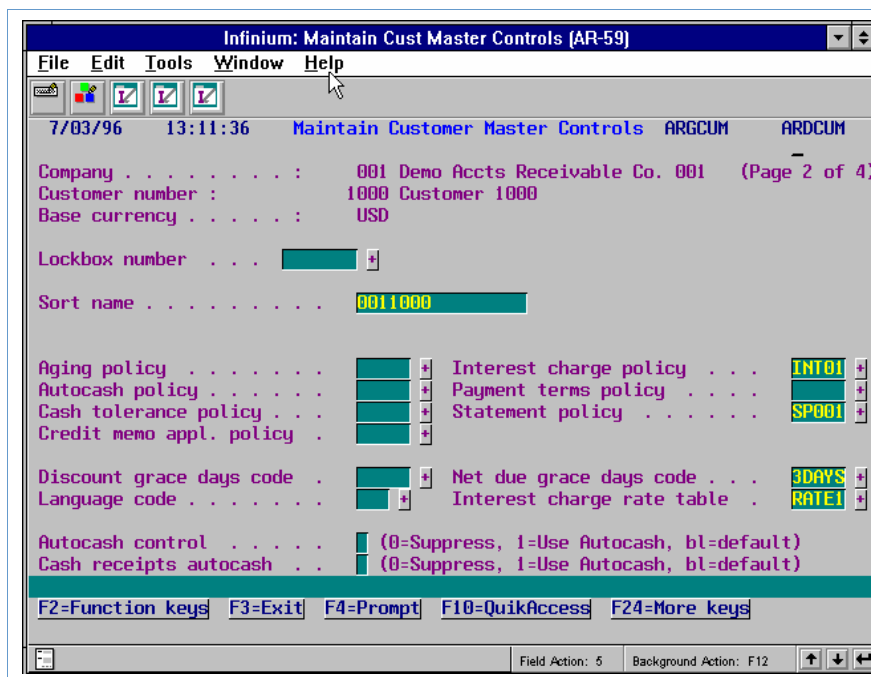 Infinium: Maintain Cust Master Controls (AR-59)
File Edit Tools Window Help
7/03/96 13:11:36 Maintain Customer Master Controls ARGCUM ARDCUM
Company . . . . . . . . : 001 Demo Accts Receivable Co. 001 (Page 2 of 4)
Customer number : 1000 Customer 1000
Base currency . . . . . : USD
Lockbox number . . . +
Sort name . . . . . . . . . 0011000
Aging policy . . . . . . . + Interest charge policy . . . INT01 +
Autocash policy . . . . . . + Payment terms policy . . . . +
Cash tolerance policy . . . + Statement policy . . . . . . SP001 +
Credit memo appl. policy . +
Discount grace days code . + Net due grace days code . . . 3DAYS +
Language code . . . . . . . + Interest charge rate table . RATE1 +
Autocash control . . . . . (0=Suppress, 1=Use Autocash, bl=default)
Cash receipts autocash . . (0=Suppress, 1=Use Autocash, bl=default)
F2=Function keys F3=Exit F4=Prompt F10=QuikAccess F24=More keys
Field Action: 5 Background Action: F12